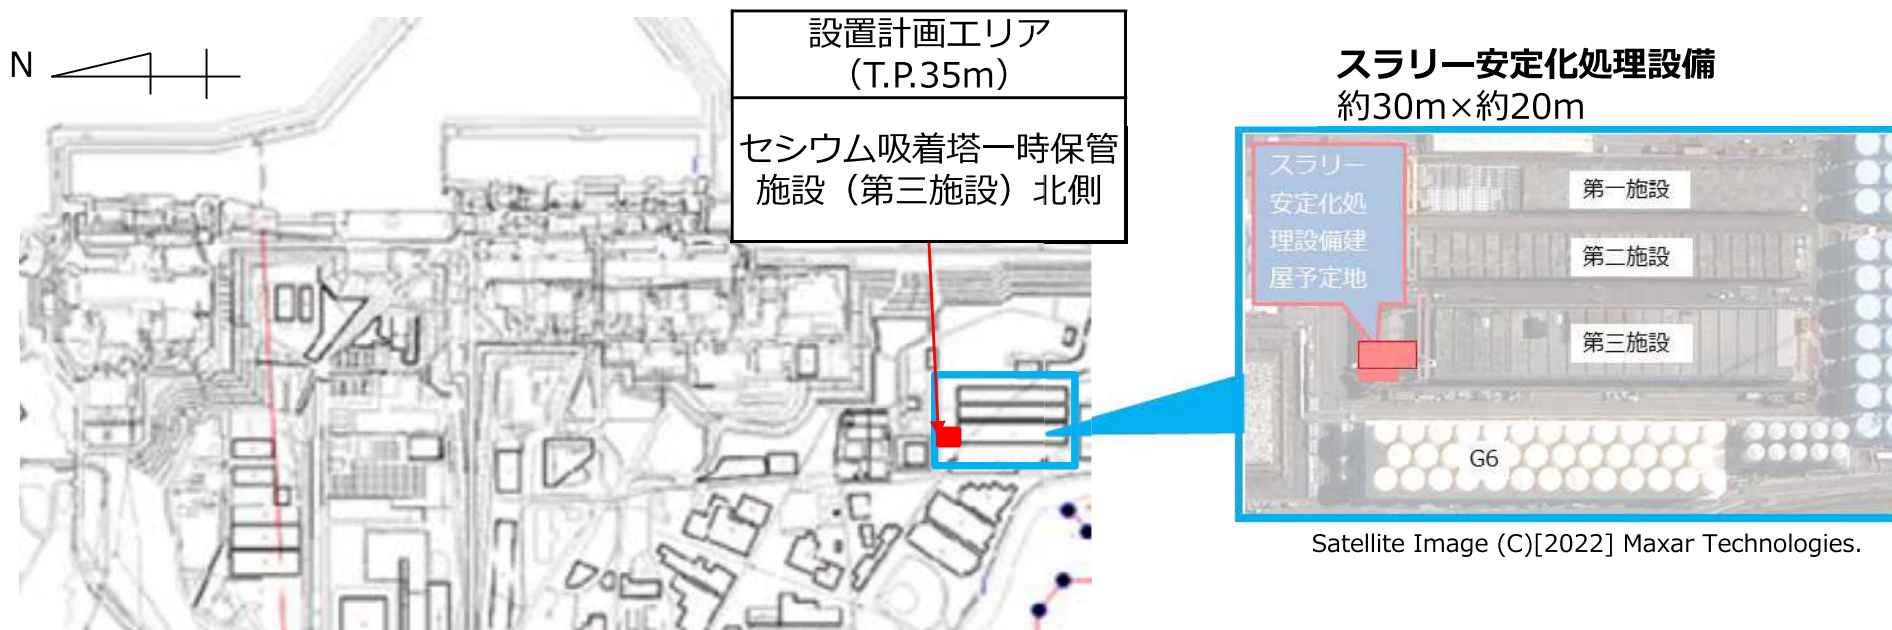 N
設置計画エリア
（T.P.35m）
セシウム吸着塔一時保管
施設（第三施設）北側
スラリー安定化処理設備
約30m×約20m
スラリー
安定化処
理設備建
屋予定地
第一施設
第二施設
第三施設
G6
Satellite Image (C)[2022] Maxar Technologies.